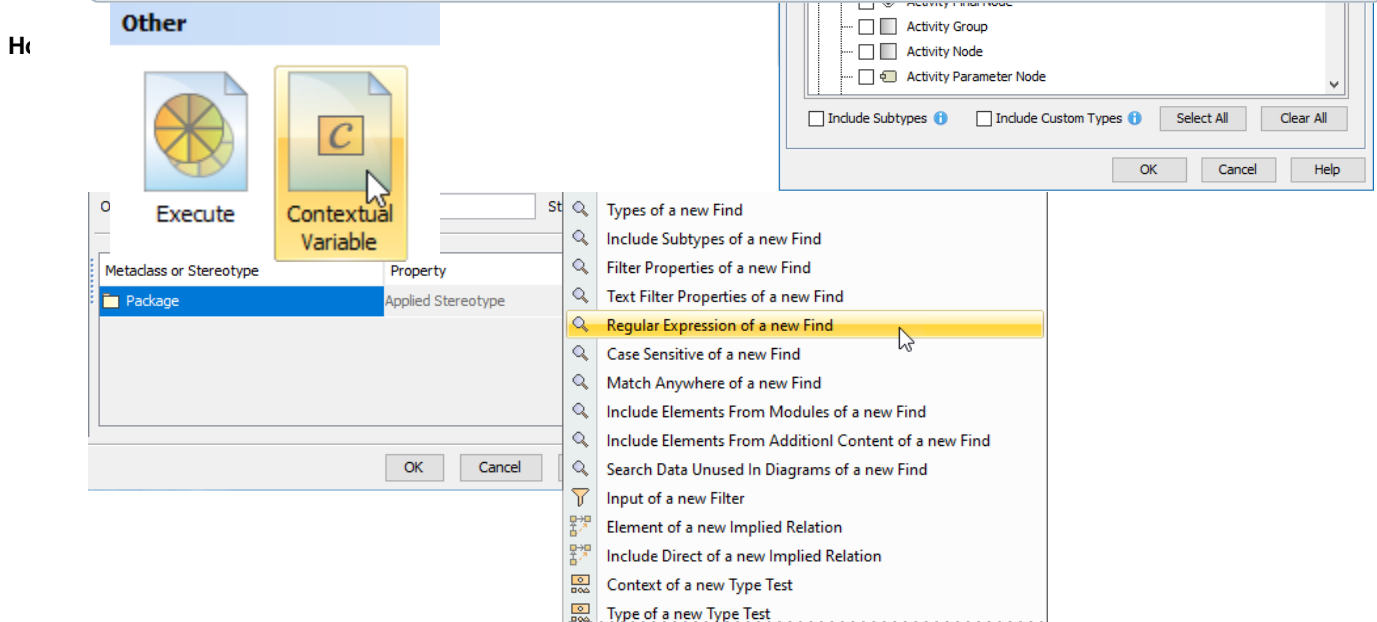 Other
Execute
Contextual
Variable
Activity Final Node
Activity Group
Activity Node
Activity Parameter Node
Include Subtypes
Include Custom Types
Select All
Clear All
OK
Cancel
Help
Metaclass or Stereotype
Property
Package
Applied Stereotype
OK
Cancel
Types of a new Find
Include Subtypes of a new Find
Filter Properties of a new Find
Text Filter Properties of a new Find
Regular Expression of a new Find
Case Sensitive of a new Find
Match Anywhere of a new Find
Include Elements From Modules of a new Find
Include Elements From Additionl Content of a new Find
Search Data Unused In Diagrams of a new Find
Input of a new Filter
Element of a new Implied Relation
Include Direct of a new Implied Relation
Context of a new Type Test
Type of a new Type Test